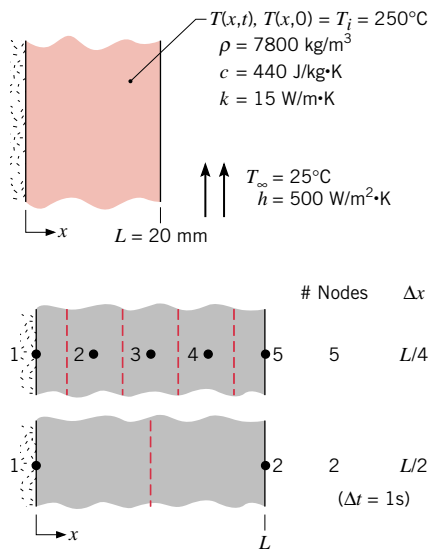 T(x,t), T(x,0) = Tᵢ = 250°C
ρ = 7800 kg/m³
c = 440 J/kg•K
k = 15 W/m•K
T∞ = 25°C
h = 500 W/m²•K
x
L = 20 mm
# Nodes Δx
1 2 3 4 5 5 L/4
1 2 2 L/2
(Δt = 1s)
x
L